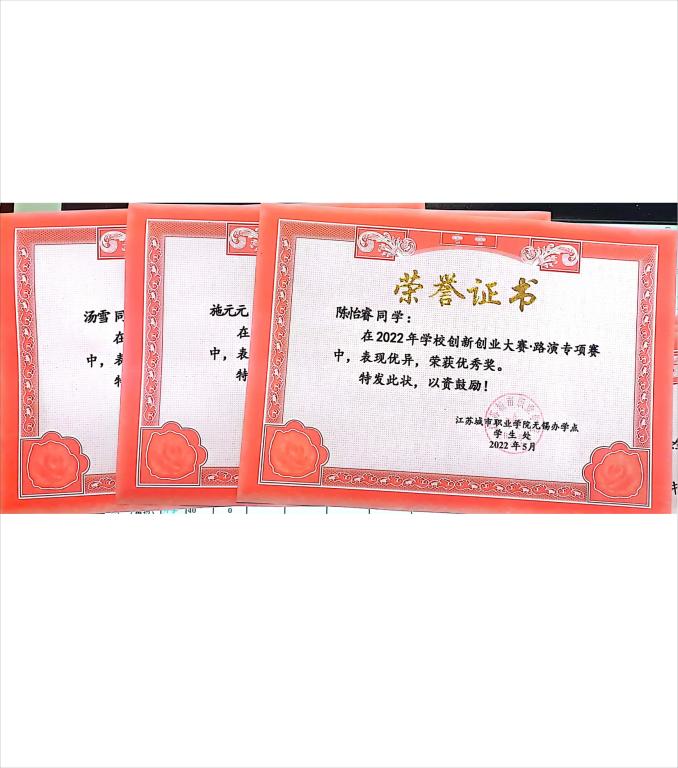 汤雪同
在
中，表
特
施元元
在
中，表
特
荣誉证书
陈怡睿同学：
在2022年学校创新创业大赛·路演专项赛
中，表现优异，荣获优秀奖。
特发此状，以资鼓励！
江苏城市职业学院无锡办学点
学生处
2022年5月
40